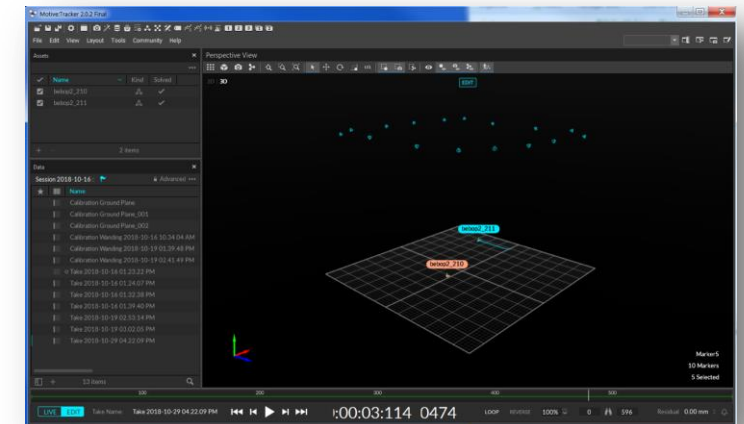 Motive:Tracker 2.0.2 Final
File Edit View Layout Tools Community Help
Assets
Name Kind Solved
bebop2_210
bebop2_211
2 items
Data
Session 2018-10-16 Advanced
Name
Calibration Ground Plane
Calibration Ground Plane_001
Calibration Ground Plane_002
Calibration Wanding 2018-10-16 10.34.04 AM
Calibration Wanding 2018-10-19 01.39.48 PM
Calibration Wanding 2018-10-19 02.41.49 PM
Take 2018-10-16 01.23.22 PM
Take 2018-10-16 01.24.07 PM
Take 2018-10-16 01.33.38 PM
Take 2018-10-16 01.39.40 PM
Take 2018-10-19 02.53.14 PM
Take 2018-10-19 03.02.05 PM
Take 2018-10-29 04.22.09 PM
13 items
Perspective View
3D
EDIT
bebop2_211
bebop2_210
Markers
10 Markers
5 Selected
100 200 300 400 500
LIVE EDIT Take Name Take 2018-10-29 04.22.09 PM :00:03:114 0474 LOOP REVERSE 100% 0 596 Residual 0.00 mm